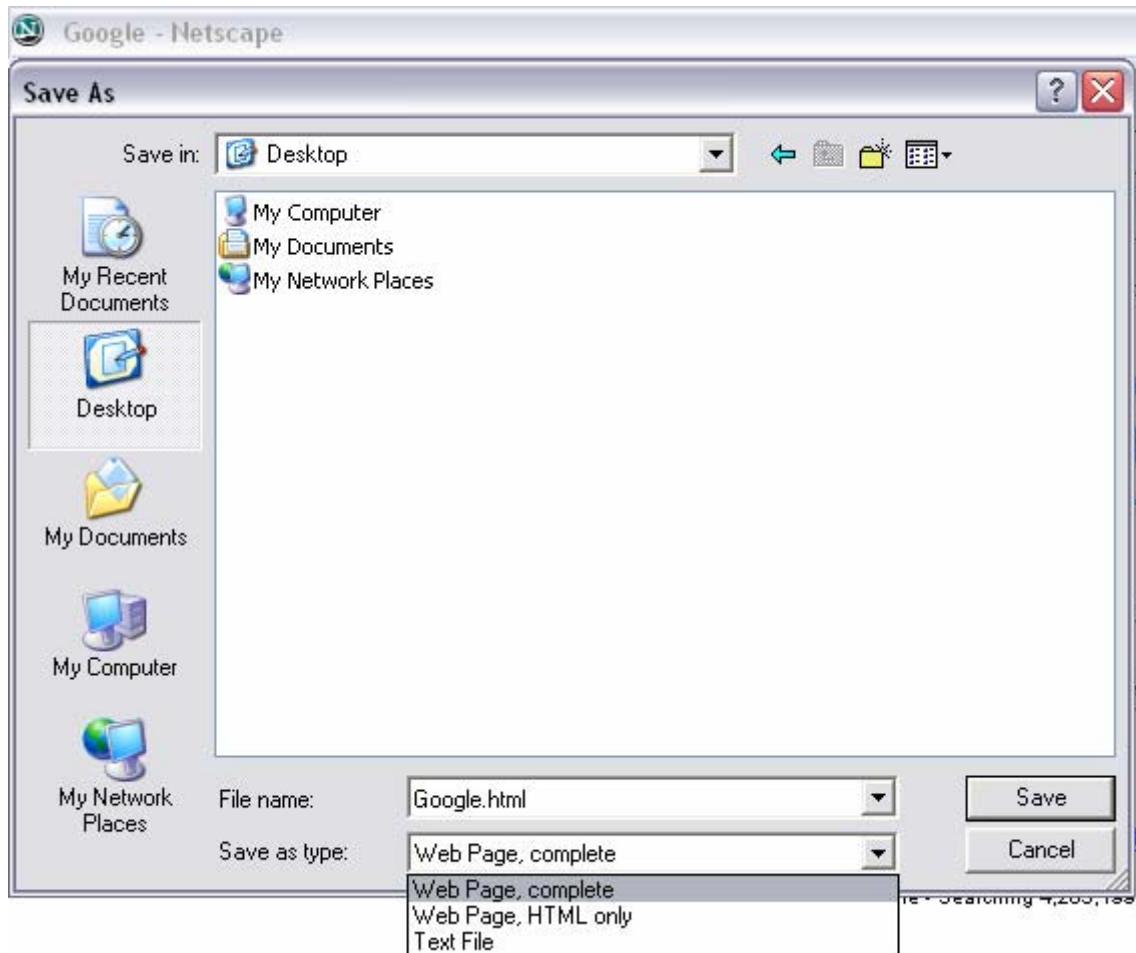 Google - Netscape
Save As
Save in:
Desktop
My Computer
My Documents
My Network Places
My Recent
Documents
Desktop
My Documents
My Computer
My Network
Places
File name:
Google.html
Save
Save as type:
Web Page, complete
Cancel
Web Page, complete
Web Page, HTML only
Text File
Searching